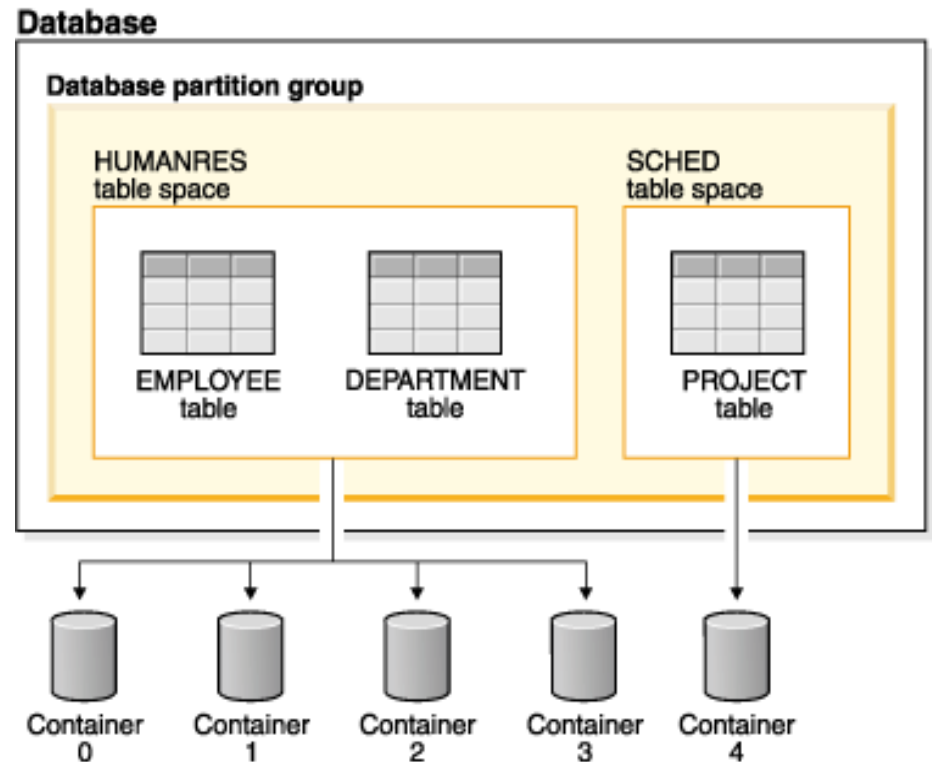 Database
Database partition group
HUMANRES
table space
SCHED
table space
EMPLOYEE
table
DEPARTMENT
table
PROJECT
table
Container
0
Container
1
Container
2
Container
3
Container
4